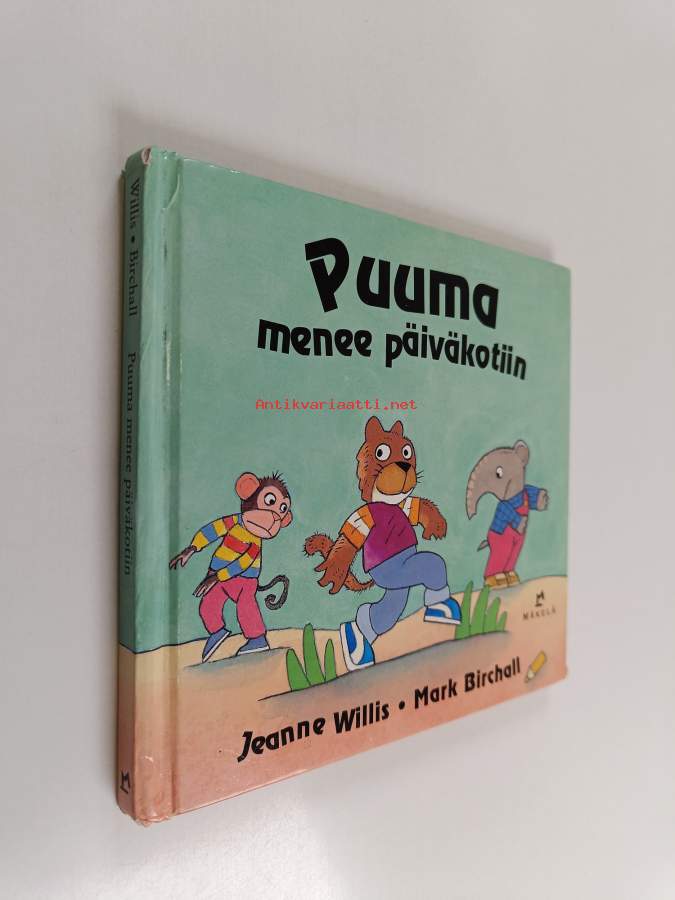 Willis • Birchall Puuma menee päiväkotiin
Puuma
menee päiväkotiin
Antikvariaatti.net
MÄKELÄ
Jeanne Willis • Mark Birchall